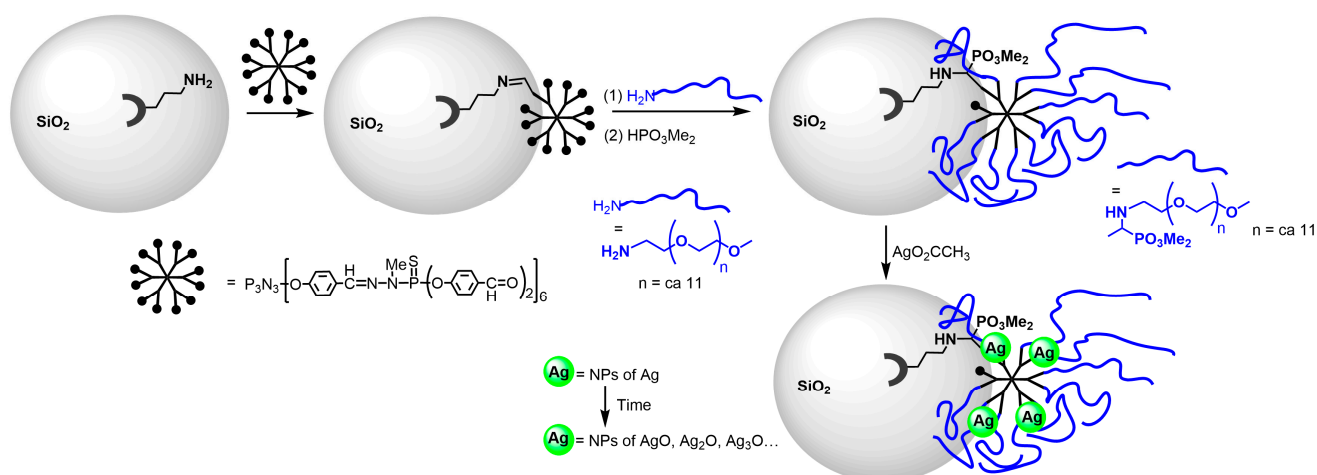 NH2
SiO2
N
SiO2
(1) H2N
(2) HPO3Me2
PO3Me2
HN
SiO2
H2N
=
H2N O O
n
n = ca 11
=
HN O O
PO3Me2 n
n = ca 11
= P3N3 O C=N-N-P O C=O
H Me S H
2 6
AgO2CCH3
PO3Me2
HN
Ag Ag
SiO2
Ag Ag
Ag = NPs of Ag
Time
Ag = NPs of AgO, Ag2O, Ag3O…